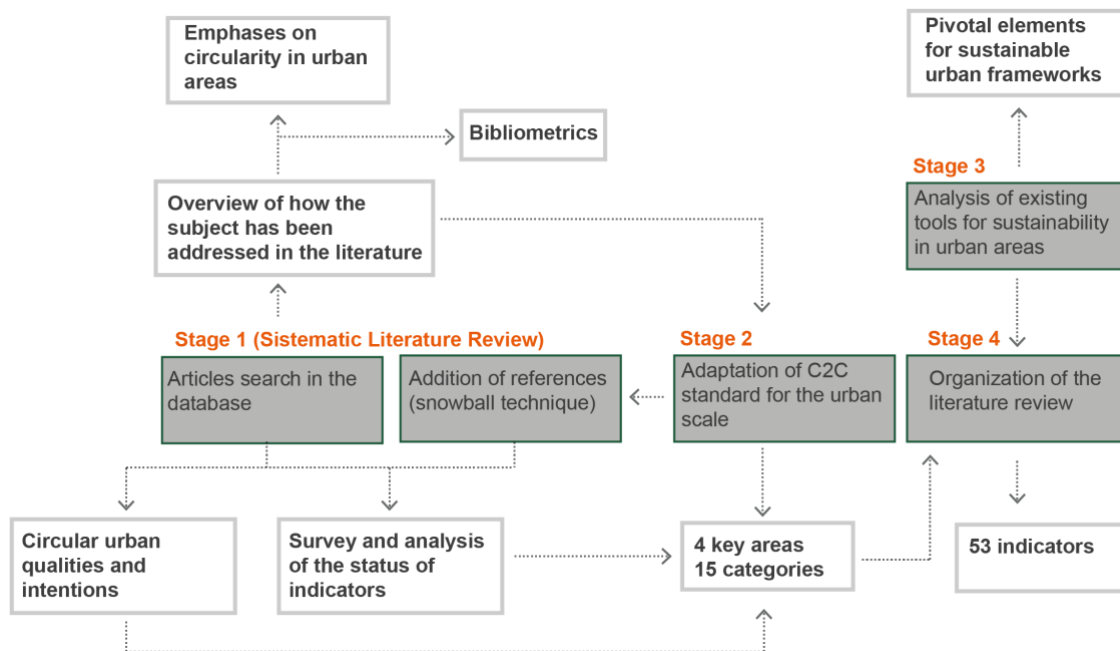 Emphases on
circularity in urban
areas
Bibliometrics
Pivotal elements
for sustainable
urban frameworks
Overview of how the
subject has been
addressed in the literature
Stage 3
Analysis of existing
tools for sustainability
in urban areas
Stage 1 (Sistematic Literature Review)
Articles search in the
database
Addition of references
(snowball technique)
Stage 2
Adaptation of C2C
standard for the urban
scale
Stage 4
Organization of the
literature review
Circular urban
qualities and
intentions
Survey and analysis
of the status of
indicators
4 key areas
15 categories
53 indicators